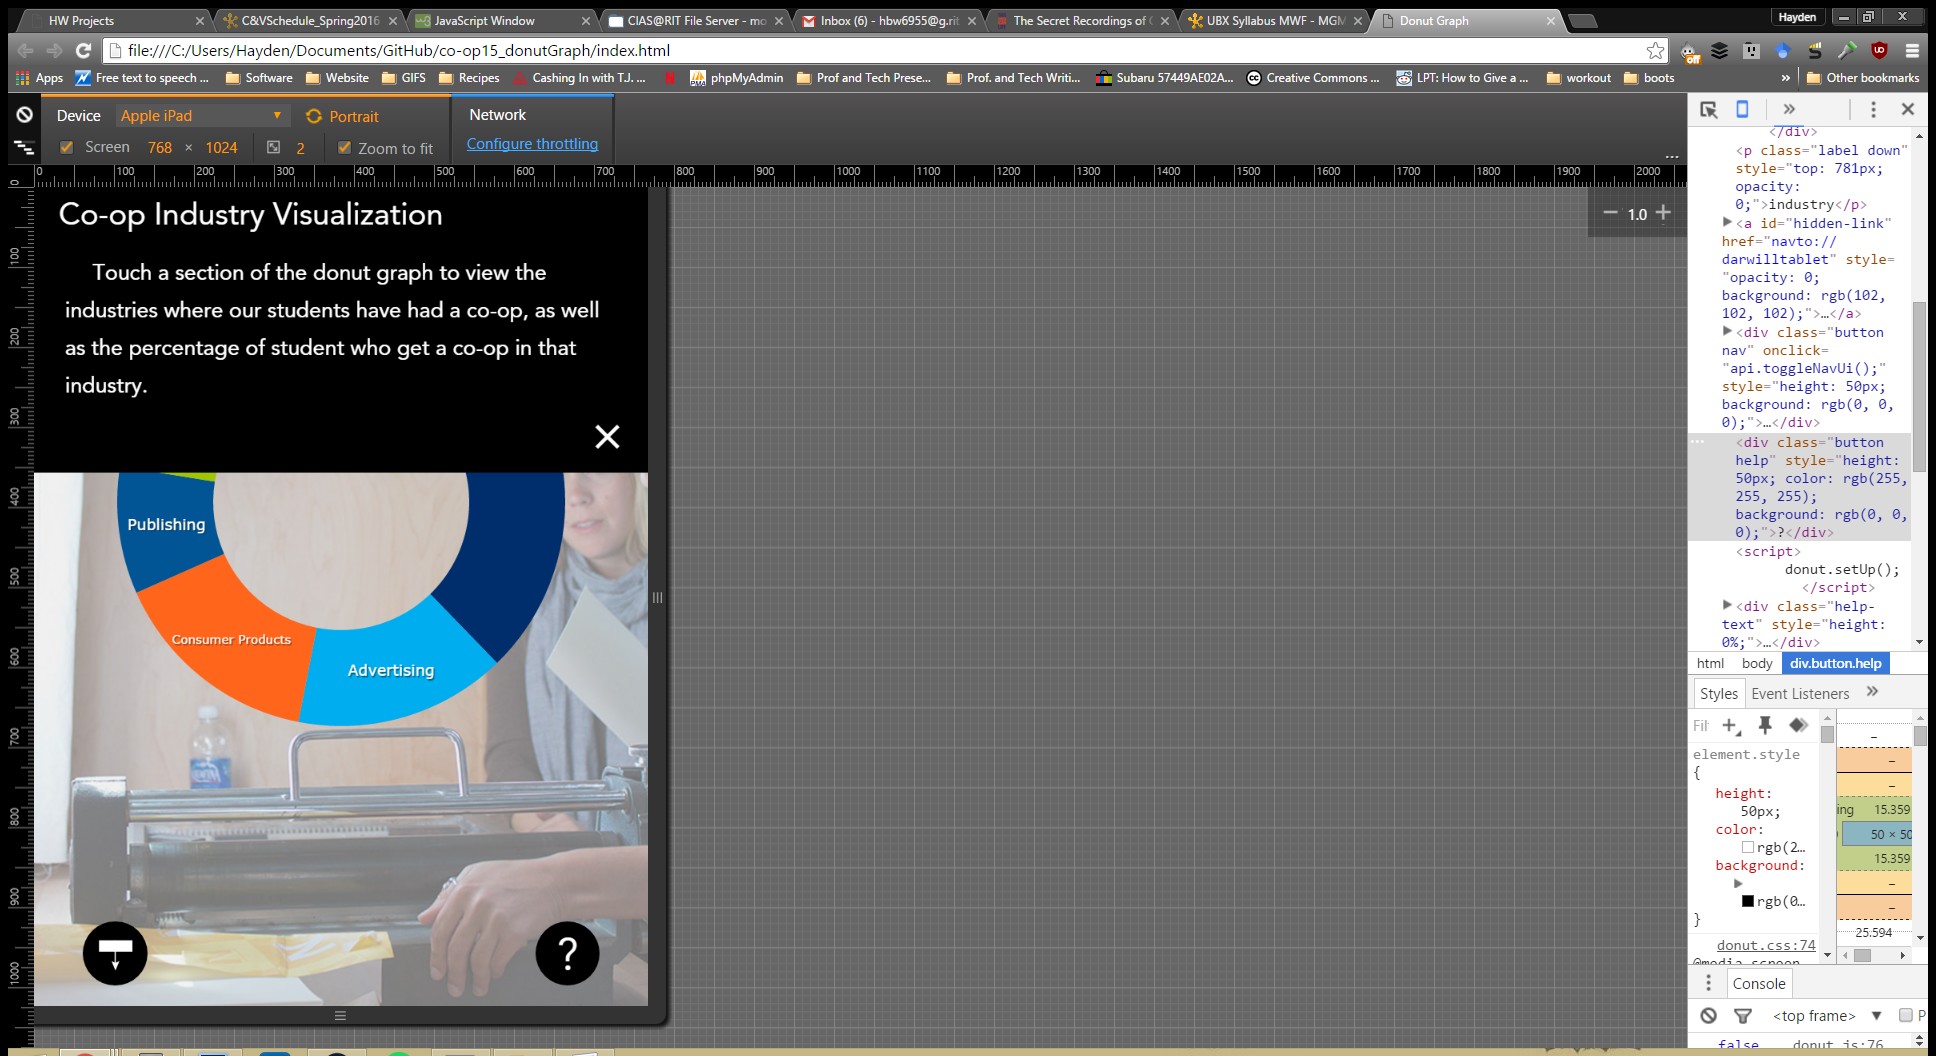 HW Projects
C&VSchedule_Spring2016
JavaScript Window
CIAS@RIT File Server - mo
Inbox (6) - hbw6955@g.rit
The Secret Recordings of
UBX Syllabus MWF - MGM
Donut Graph
Hayden
file:///C:/Users/Hayden/Documents/GitHub/co-op15_donutGraph/index.html
Apps
Free text to speech ...
Software
Website
GIFS
Recipes
Cashing In with T.J. ...
phpMyAdmin
Prof and Tech Prese...
Prof. and Tech Writi...
Subaru 57449AE02A...
Creative Commons ...
LPT: How to Give a ...
workout
boots
»
Other bookmarks
Device
Apple iPad
Portrait
Network
Screen 768 × 1024
2
Zoom to fit
Configure throttling
...
0 100 200 300 400 500 600 700 800 900 1000 1100 1200 1300 1400 1500 1600 1700 1800 1900 2000
0
100
200
300
400
500
600
700
800
900
1000
1.0
Co-op Industry Visualization
Touch a section of the donut graph to view the
industries where our students have had a co-op, as well
as the percentage of student who get a co-op in that
industry.
Publishing
Consumer Products
Advertising
?
</div>
<p class="label down"
style="top: 781px;
opacity:
0;">industry</p>
<a id="hidden-link"
href="navto://
darwilltablet" style=
"opacity: 0;
background: rgb(102,
102, 102);">…</a>
<div class="button
nav" onclick=
"api.toggleNavUi();"
style="height: 50px;
background: rgb(0, 0,
0);">…</div>
<div class="button
help" style="height:
50px; color: rgb(255,
255, 255);
background: rgb(0, 0,
0);">?</div>
<script>
donut.setUp();
</script>
<div class="help-
text" style="height:
0%;">…</div>
html body div.button.help
Styles Event Listeners »
Fil
element.style
{
height:
50px;
color:
rgb(2…
background:
rgb(0…
}
donut.css:74
@media screen
ing 15.359
50 × 50
15.359
25.594
Console
<top frame>
P
false donut.js:76